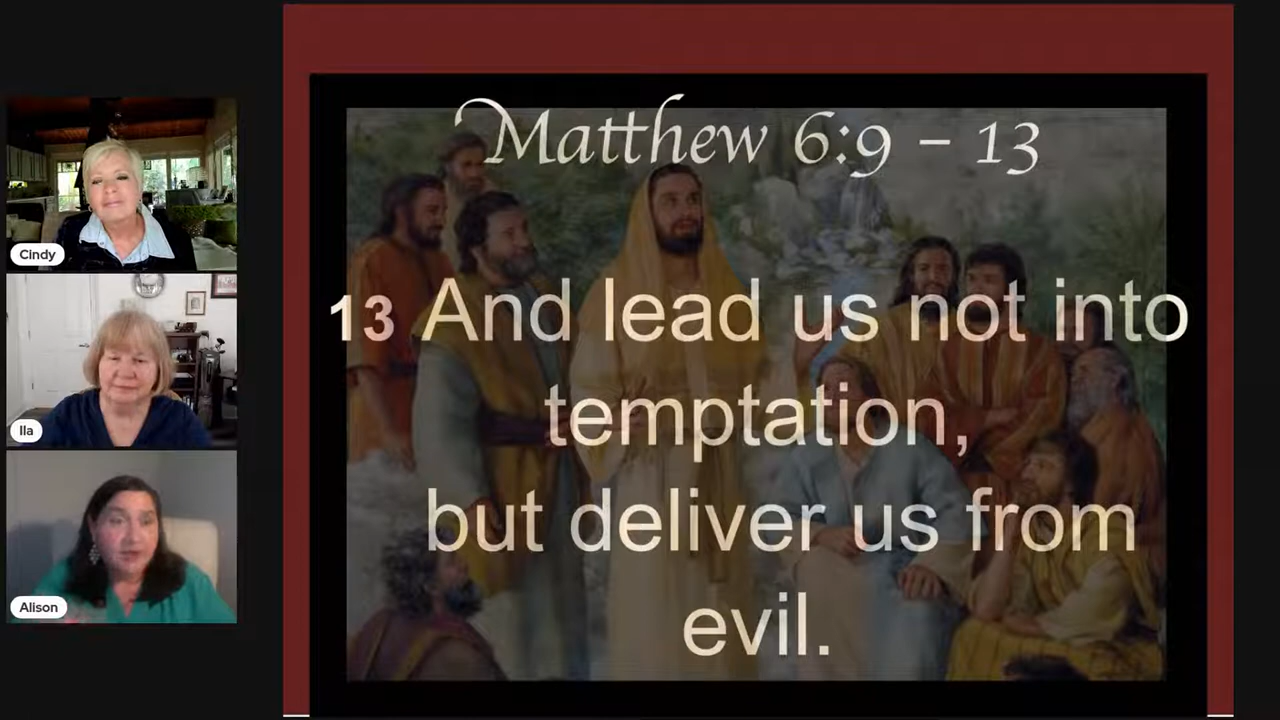 Cindy
Ila
Alison
Matthew 6:9 – 13
13 And lead us not into
temptation,
but deliver us from
evil.